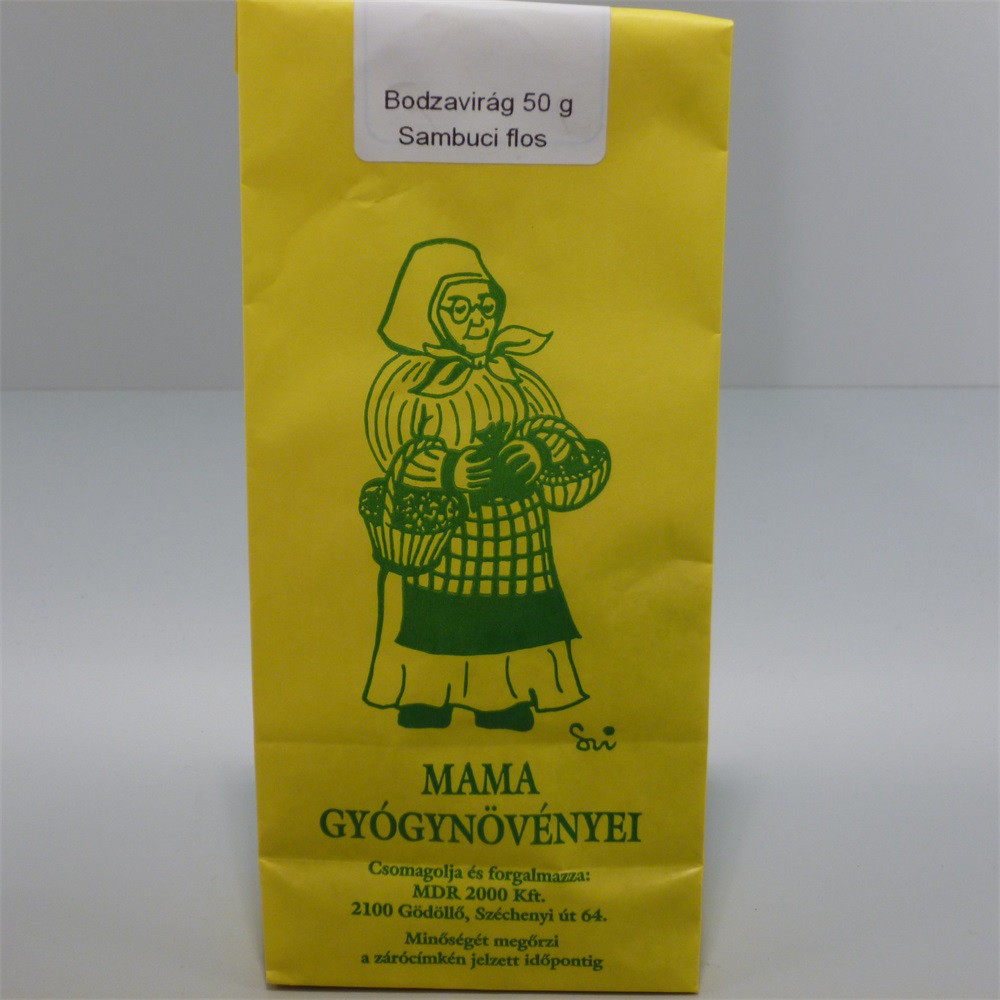 Bodzavirág 50 g
Sambuci flos
Svi
MAMA
GYÓGYNÖVÉNYEI
Csomagolja és forgalmazza:
MDR 2000 Kft.
2100 Gödöllő, Széchenyi út 64.
Minőségét megőrzi
a zárócímkén jelzett időpontig